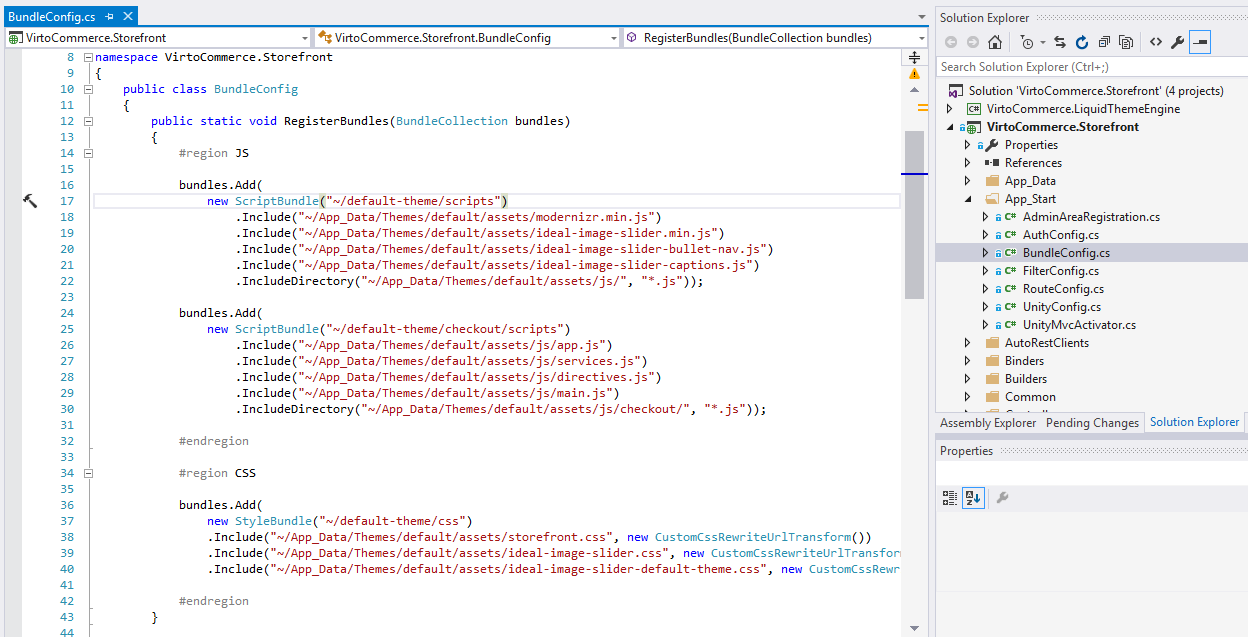 BundleConfig.cs
VirtoCommerce.Storefront
VirtoCommerce.Storefront.BundleConfig
RegisterBundles(BundleCollection bundles)
8 namespace VirtoCommerce.Storefront
9 {
10 public class BundleConfig
11 {
12 public static void RegisterBundles(BundleCollection bundles)
13 {
14 #region JS
15
16 bundles.Add(
17 new ScriptBundle("~/default-theme/scripts")
18 .Include("~/App_Data/Themes/default/assets/modernizr.min.js")
19 .Include("~/App_Data/Themes/default/assets/ideal-image-slider.min.js")
20 .Include("~/App_Data/Themes/default/assets/ideal-image-slider-bullet-nav.js")
21 .Include("~/App_Data/Themes/default/assets/ideal-image-slider-captions.js")
22 .IncludeDirectory("~/App_Data/Themes/default/assets/js/", "*.js"));
23
24 bundles.Add(
25 new ScriptBundle("~/default-theme/checkout/scripts")
26 .Include("~/App_Data/Themes/default/assets/js/app.js")
27 .Include("~/App_Data/Themes/default/assets/js/services.js")
28 .Include("~/App_Data/Themes/default/assets/js/directives.js")
29 .Include("~/App_Data/Themes/default/assets/js/main.js")
30 .IncludeDirectory("~/App_Data/Themes/default/assets/js/checkout/", "*.js"));
31
32 #endregion
33
34 #region CSS
35
36 bundles.Add(
37 new StyleBundle("~/default-theme/css")
38 .Include("~/App_Data/Themes/default/assets/storefront.css", new CustomCssRewriteUrlTransform())
39 .Include("~/App_Data/Themes/default/assets/ideal-image-slider.css", new CustomCssRewriteUrlTransfor
40 .Include("~/App_Data/Themes/default/assets/ideal-image-slider-default-theme.css", new CustomCssRewr
41
42 #endregion
43 }
44
Solution Explorer
Search Solution Explorer (Ctrl+;)
Solution 'VirtoCommerce.Storefront' (4 projects)
C# VirtoCommerce.LiquidThemeEngine
VirtoCommerce.Storefront
Properties
References
App_Data
App_Start
C# AdminAreaRegistration.cs
C# AuthConfig.cs
C# BundleConfig.cs
C# FilterConfig.cs
C# RouteConfig.cs
C# UnityConfig.cs
C# UnityMvcActivator.cs
AutoRestClients
Binders
Builders
Common
Assembly Explorer Pending Changes Solution Explorer
Properties